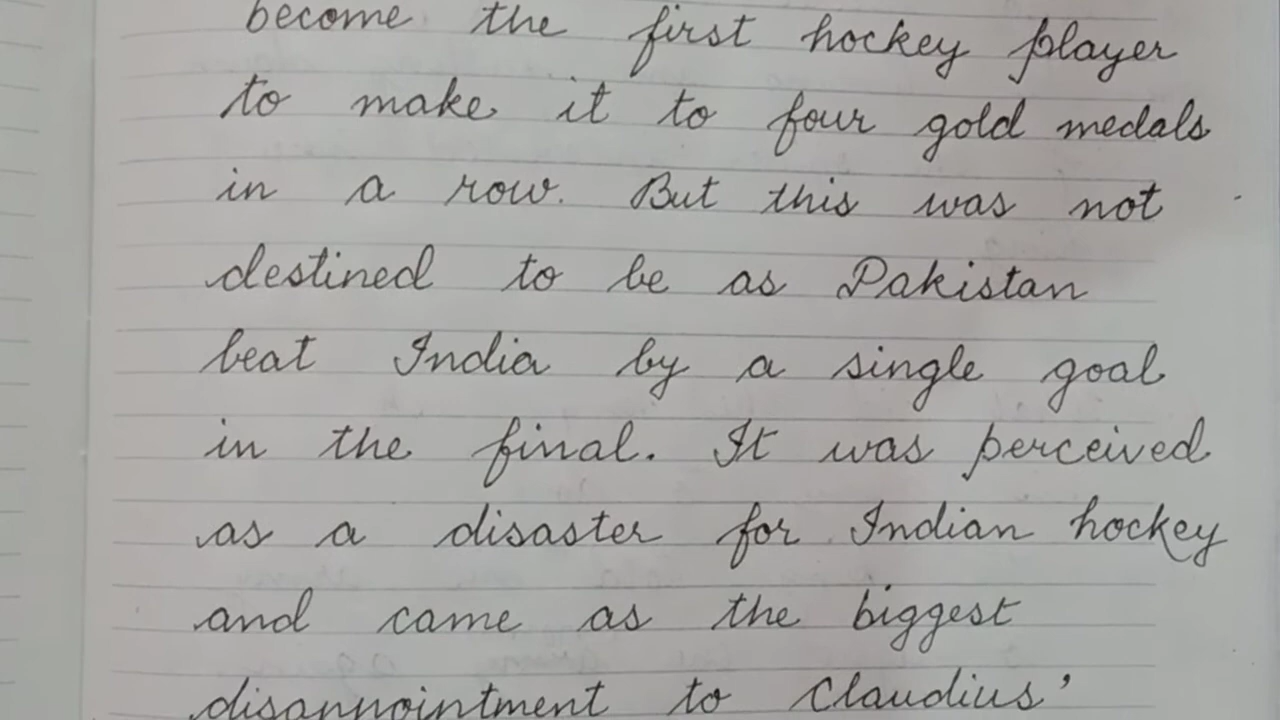 become the first hockey player
to make it to four gold medals
in a row. But this was not
destined to be as Pakistan
beat India by a single goal
in the final. It was perceived
as a disaster for Indian hockey
and came as the biggest
disappointment to Claudius'